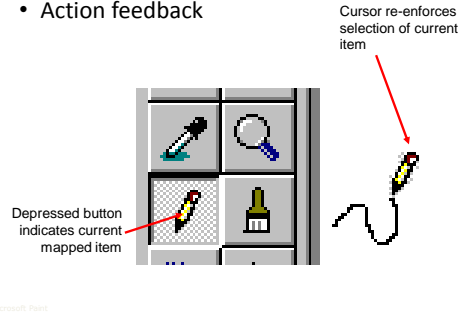 • Action feedback
Cursor re-enforces
selection of current
item
Depressed button
indicates current
mapped item